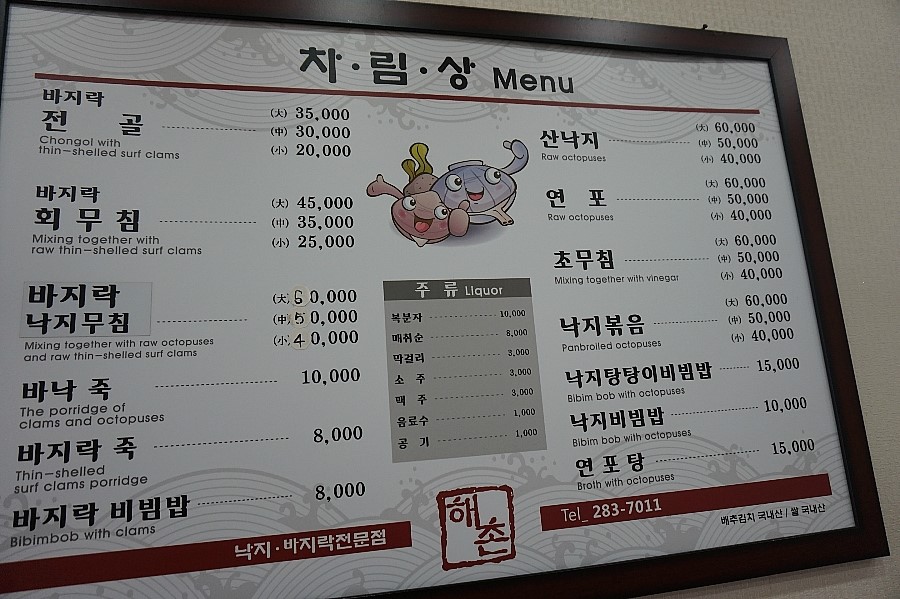 차·림·상 Menu
바지락
전 골 (大) 35,000
(中) 30,000
(小) 20,000
Chongol with
thin-shelled surf clams
바지락
회 무 침 (大) 45,000
(中) 35,000
(小) 25,000
Mixing together with
raw thin-shelled surf clams
바지락
낙지무침 (大) 60,000
(中) 50,000
(小) 40,000
Mixing together with raw octopuses
and raw thin-shelled surf clams
바낙 죽 10,000
The porridge of
clams and octopuses
바지락 죽 8,000
Thin-shelled
surf clams porridge
바지락 비빔밥 8,000
Bibimbob with clams
낙지·바지락전문점
주 류 Liquor
복분자 10,000
매취순 8,000
막걸리 3,000
소 주 3,000
맥 주 3,000
음료수 1,000
공 기 1,000
해촌
산낙지 (大) 60,000
(中) 50,000
(小) 40,000
Raw octopuses
연 포 (大) 60,000
(中) 50,000
(小) 40,000
Raw octopuses
초무침 (大) 60,000
(中) 50,000
(小) 40,000
Mixing together with vinegar
낙지볶음 (大) 60,000
(中) 50,000
(小) 40,000
Panbroiled octopuses
낙지탕탕이비빔밥 15,000
Bibim bob with octopuses
낙지비빔밥 10,000
Bibim bob with octopuses
연 포 탕 15,000
Broth with octopuses
Tel_ 283-7011
배추김치 국내산 / 쌀 국내산